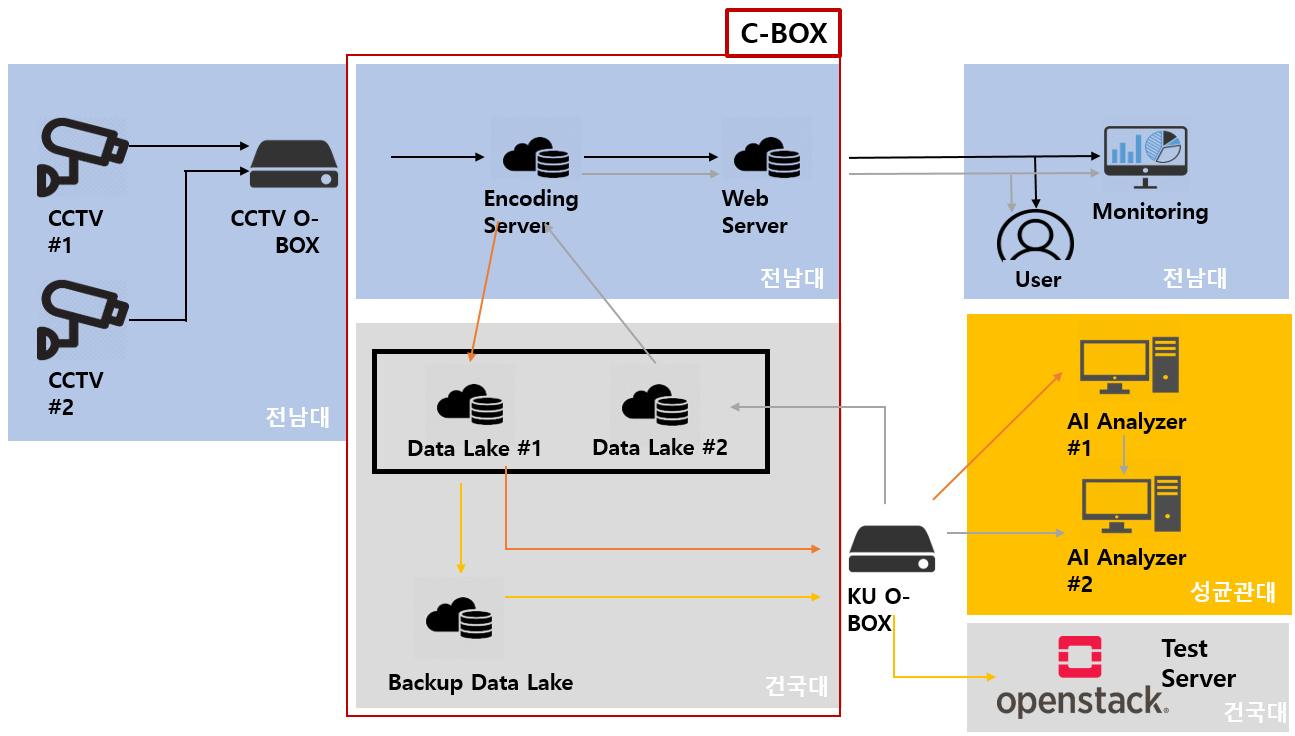 C-BOX
CCTV
#1
CCTV O-
BOX
CCTV
#2
전남대
Encoding
Server
Web
Server
전남대
Monitoring
User
전남대
Data Lake #1
Data Lake #2
Backup Data Lake
건국대
KU O-
BOX
AI Analyzer
#1
AI Analyzer
#2
성균관대
openstack®
Test
Server
건국대